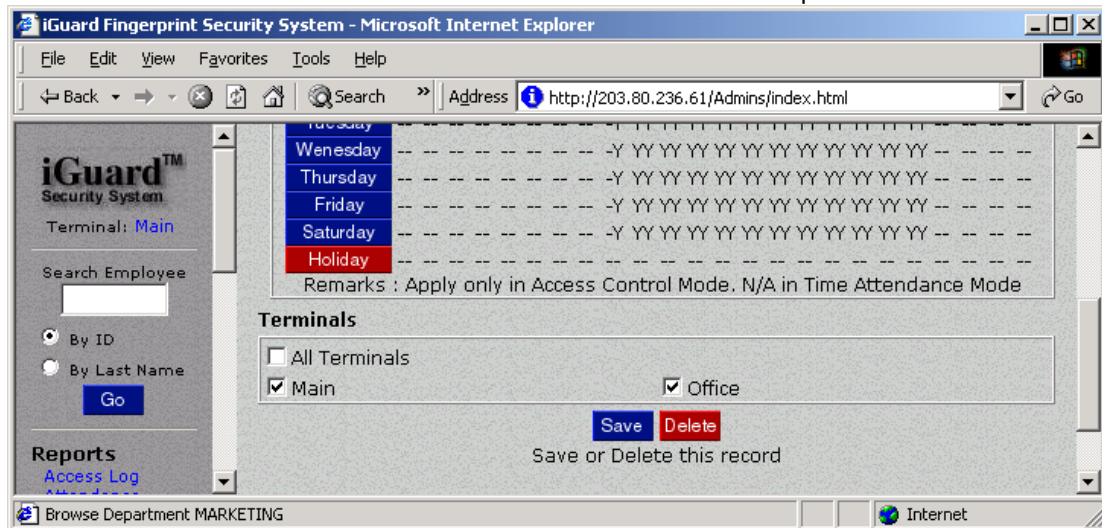 iGuard Fingerprint Security System - Microsoft Internet Explorer
File Edit View Favorites Tools Help
Back Search » Address http://203.80.236.61/Admins/index.html Go
iGuard™
Security System
Terminal: Main
Search Employee
By ID
By Last Name
Go
Reports
Access Log
Attendance
Tuesday
Wenesday -- -- -- -- -- -- -- -- -Y YY YY YY YY YY YY YY YY YY YY YY -- -- -- --
Thursday -- -- -- -- -- -- -- -- -Y YY YY YY YY YY YY YY YY YY YY YY -- -- -- --
Friday -- -- -- -- -- -- -- -- -Y YY YY YY YY YY YY YY YY YY YY YY -- -- -- --
Saturday -- -- -- -- -- -- -- -- -Y YY YY YY YY YY YY YY YY YY YY YY -- -- -- --
Holiday -- -- -- -- -- -- -- -- -- -- -- -- -- -- -- -- -- -- -- -- -- -- -- --
Remarks : Apply only in Access Control Mode. N/A in Time Attendance Mode
Terminals
All Terminals
Main Office
Save Delete
Save or Delete this record
Browse Department MARKETING Internet